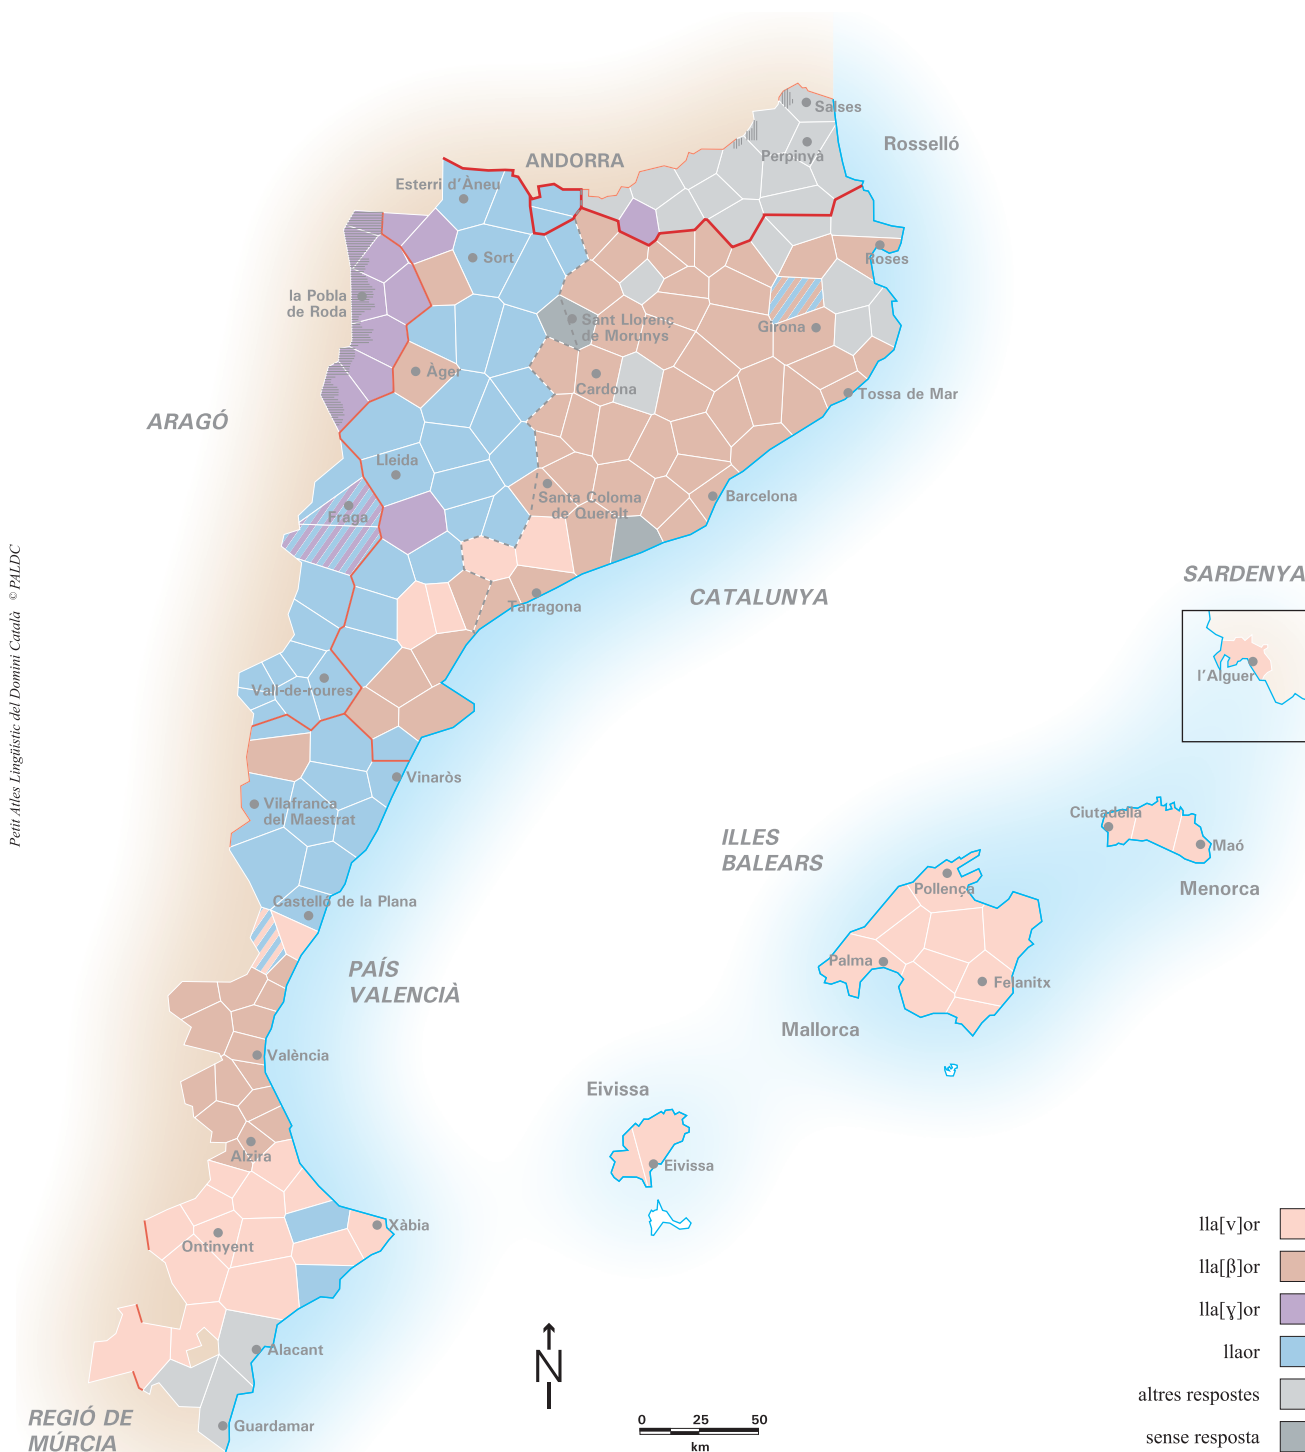 Salses
Rosselló
ANDORRA
Perpinyà
Esterri d'Àneu
Sort
Roses
la Pobla
de Roda
Sant Llorenç
de Morunys
Girona
Àger
Cardona
Tossa de Mar
ARAGÓ
Lleida
Santa Coloma
de Queralt
Barcelona
Fraga
Petit Atles Lingüístic del Domini Català © PALDC
SARDENYA
CATALUNYA
Tarragona
l'Alguer
Vall-de-roures
Vinaròs
Vilafranca
del Maestrat
Ciutadella
ILLES
BALEARS
Maó
Pollença
Menorca
Castelló de la Plana
PAÍS
VALENCIÀ
Palma
Felanitx
Mallorca
València
Eivissa
Alzira
Eivissa
Xàbia
Ontinyent
lla[v]or
lla[β]or
lla[ɣ]or
llaor
altres respostes
sense resposta
Alacant
N
REGIÓ DE
MÚRCIA
Guardamar
0 25 50
km